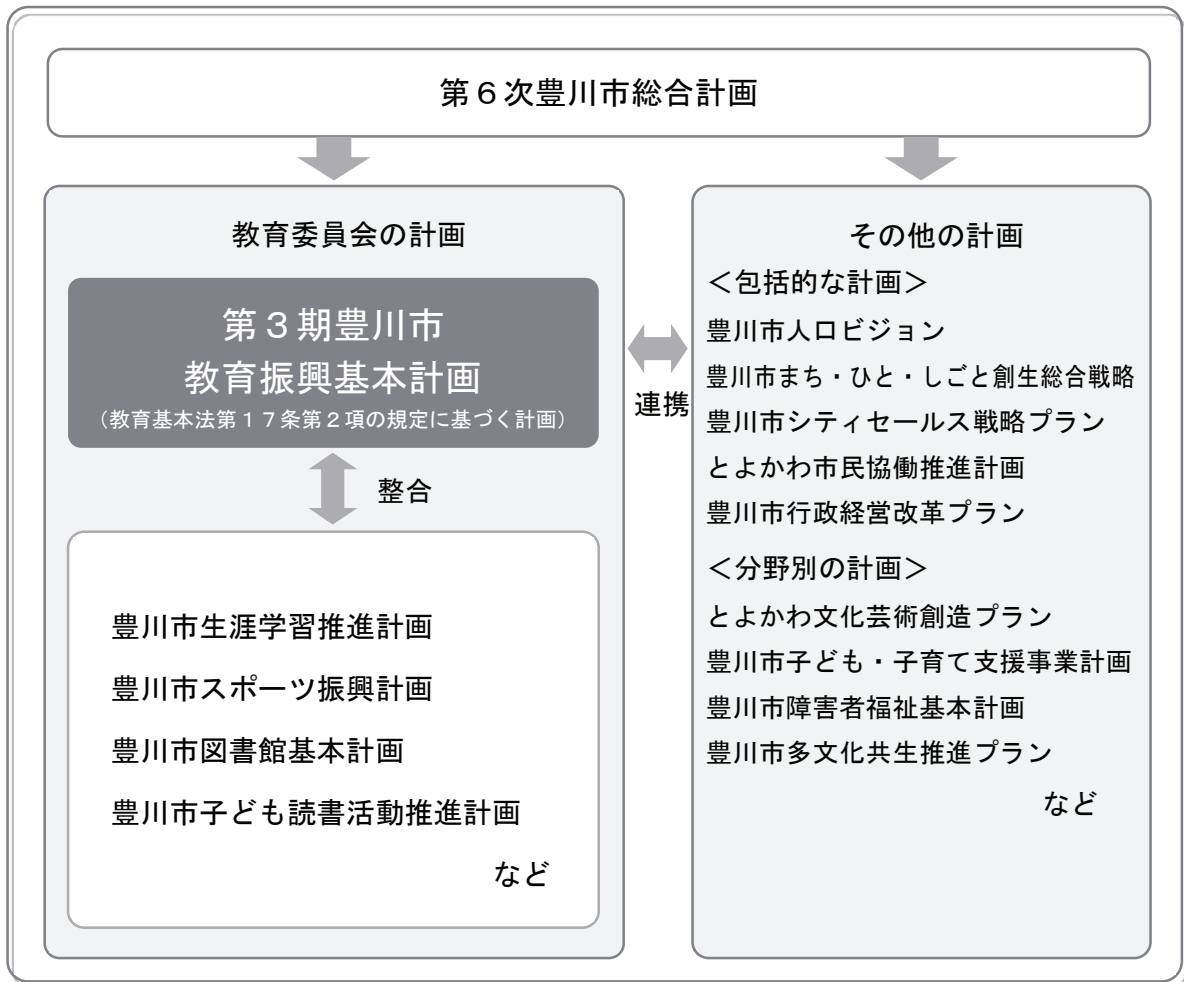 第６次豊川市総合計画
教育委員会の計画
第３期豊川市
教育振興基本計画
（教育基本法第１７条第２項の規定に基づく計画）
整合
豊川市生涯学習推進計画
豊川市スポーツ振興計画
豊川市図書館基本計画
豊川市子ども読書活動推進計画
など
連携
その他の計画
＜包括的な計画＞
豊川市人口ビジョン
豊川市まち・ひと・しごと創生総合戦略
豊川市シティセールス戦略プラン
とよかわ市民協働推進計画
豊川市行政経営改革プラン
＜分野別の計画＞
とよかわ文化芸術創造プラン
豊川市子ども・子育て支援事業計画
豊川市障害者福祉基本計画
豊川市多文化共生推進プラン
など